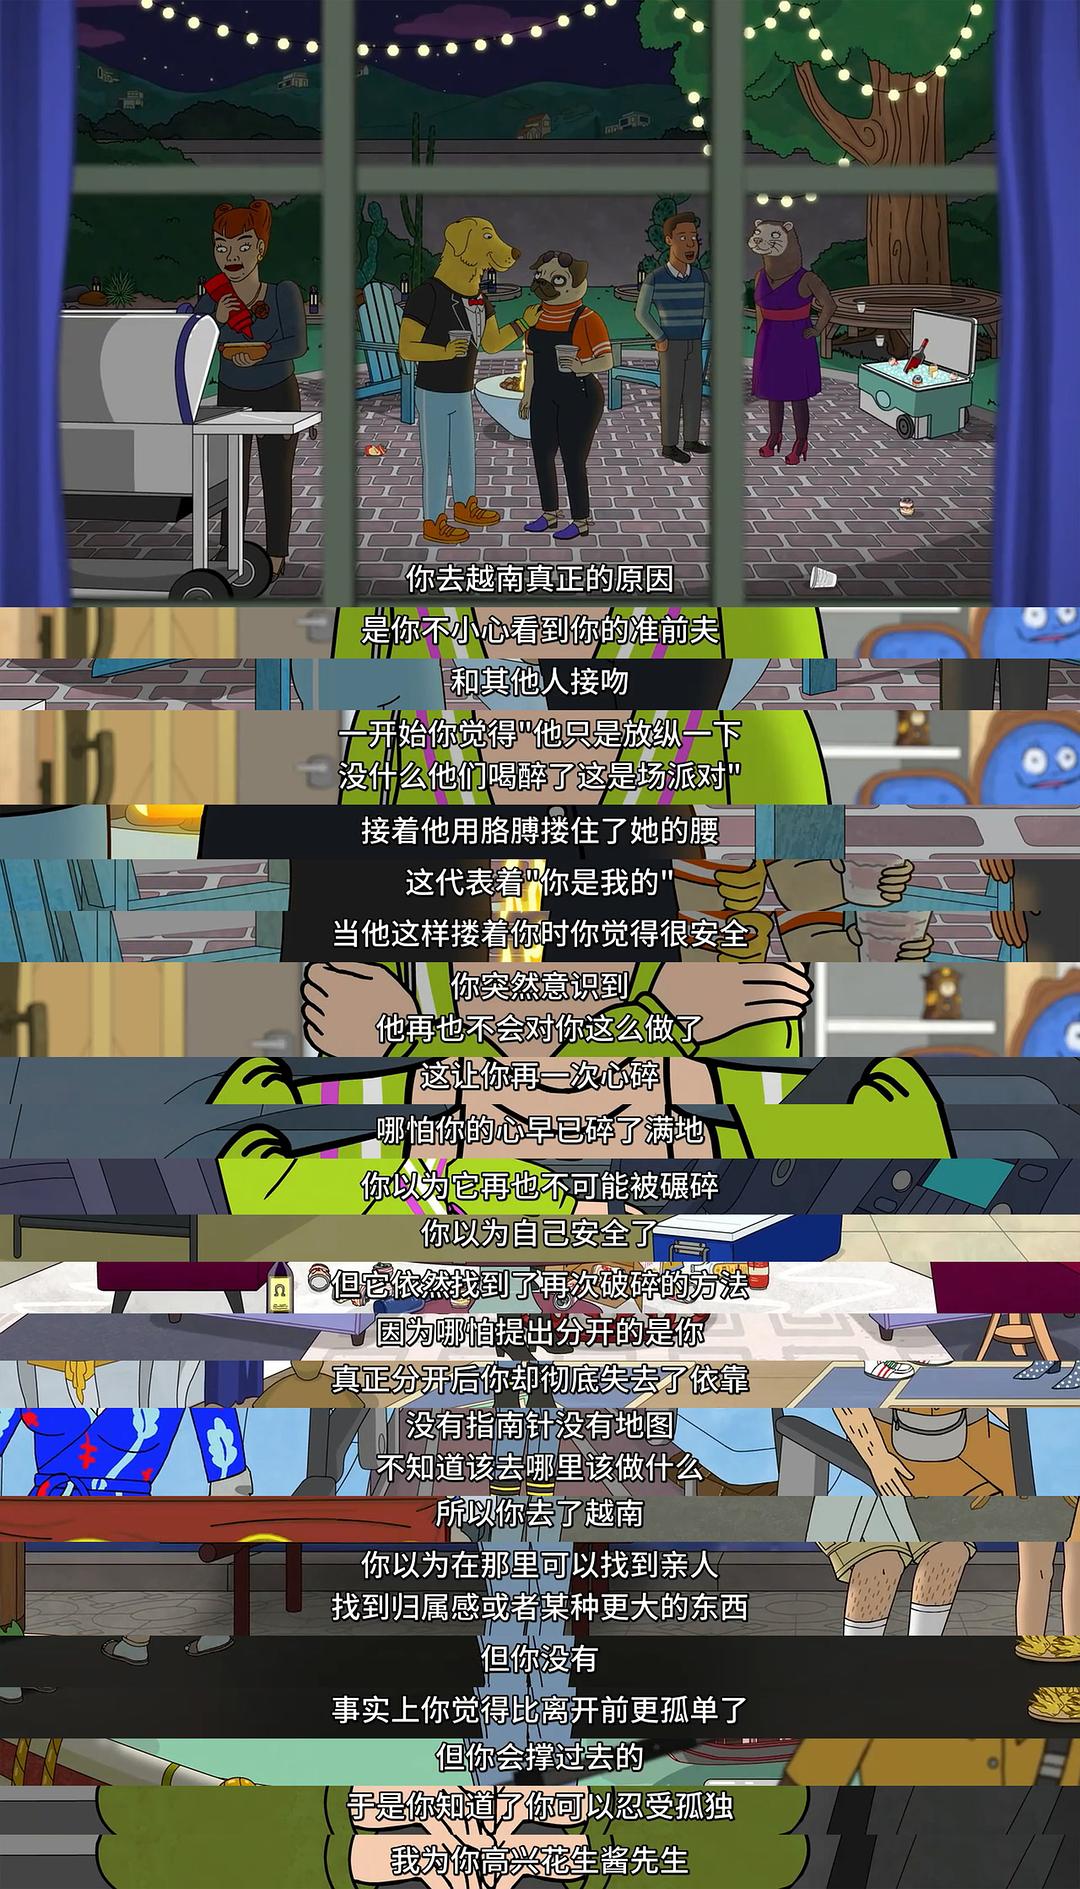 你去越南真正的原因
是你不小心看到你的准前夫
和其他人接吻
一开始你觉得"他只是放纵一下
没什么他们喝醉了这是场派对"
接着他用胳膊搂住了她的腰
这代表着"你是我的"
当他这样搂着你时你觉得很安全
你突然意识到
他再也不会对你这么做了
这让你再一次心碎
哪怕你的心早已碎了满地
你以为它再也不可能被碾碎
你以为自己安全了
但它依然找到了再次破碎的方法
因为哪怕提出分开的是你
真正分开后你却彻底失去了依靠
没有指南针没有地图
不知道该去哪里该做什么
所以你去了越南
你以为在那里可以找到亲人
找到归属感或者某种更大的东西
但你没有
事实上你觉得比离开前更孤单了
但你会撑过去的
于是你知道了你可以忍受孤独
我为你高兴花生酱先生